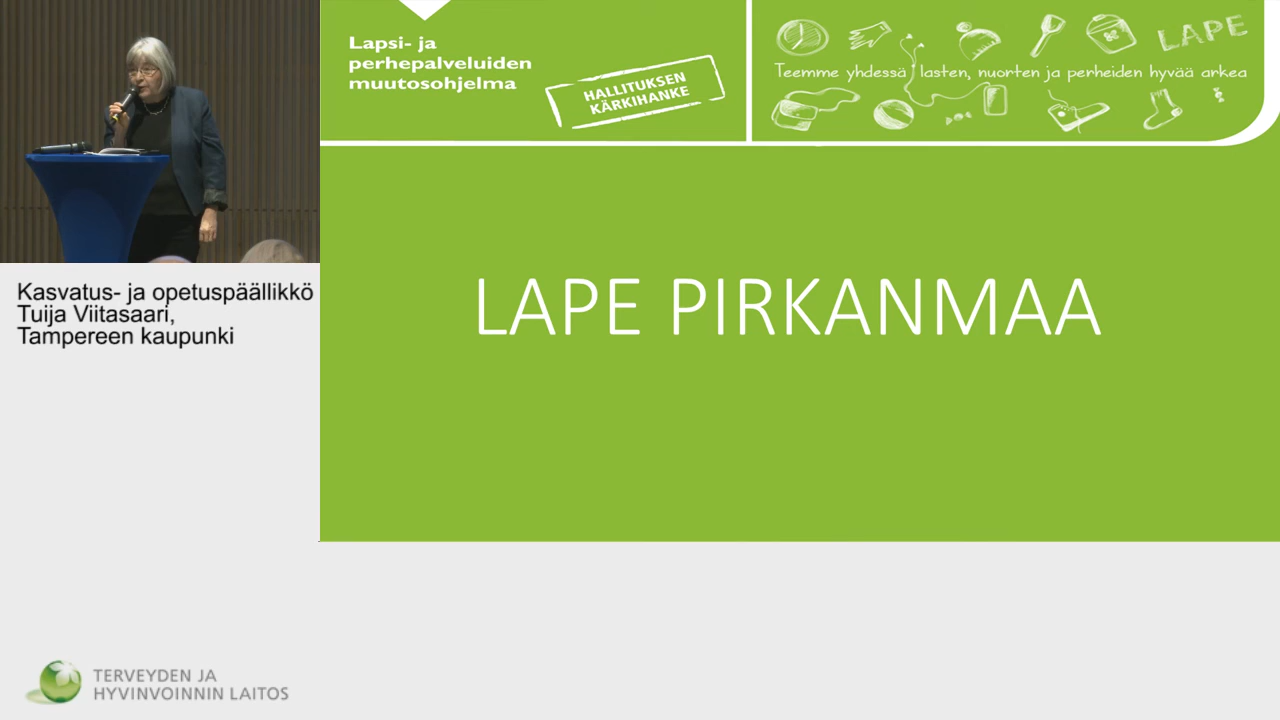 Lapsi- ja
perhepalveluiden
muutosohjelma
HALLITUKSEN
KÄRKIHANKE
LAPE
Teemme yhdessä lasten, nuorten ja perheiden hyvää arkea
LAPE PIRKANMAA
Kasvatus- ja opetuspäällikkö
Tuija Viitasaari,
Tampereen kaupunki
TERVEYDEN JA
HYVINVOINNIN LAITOS